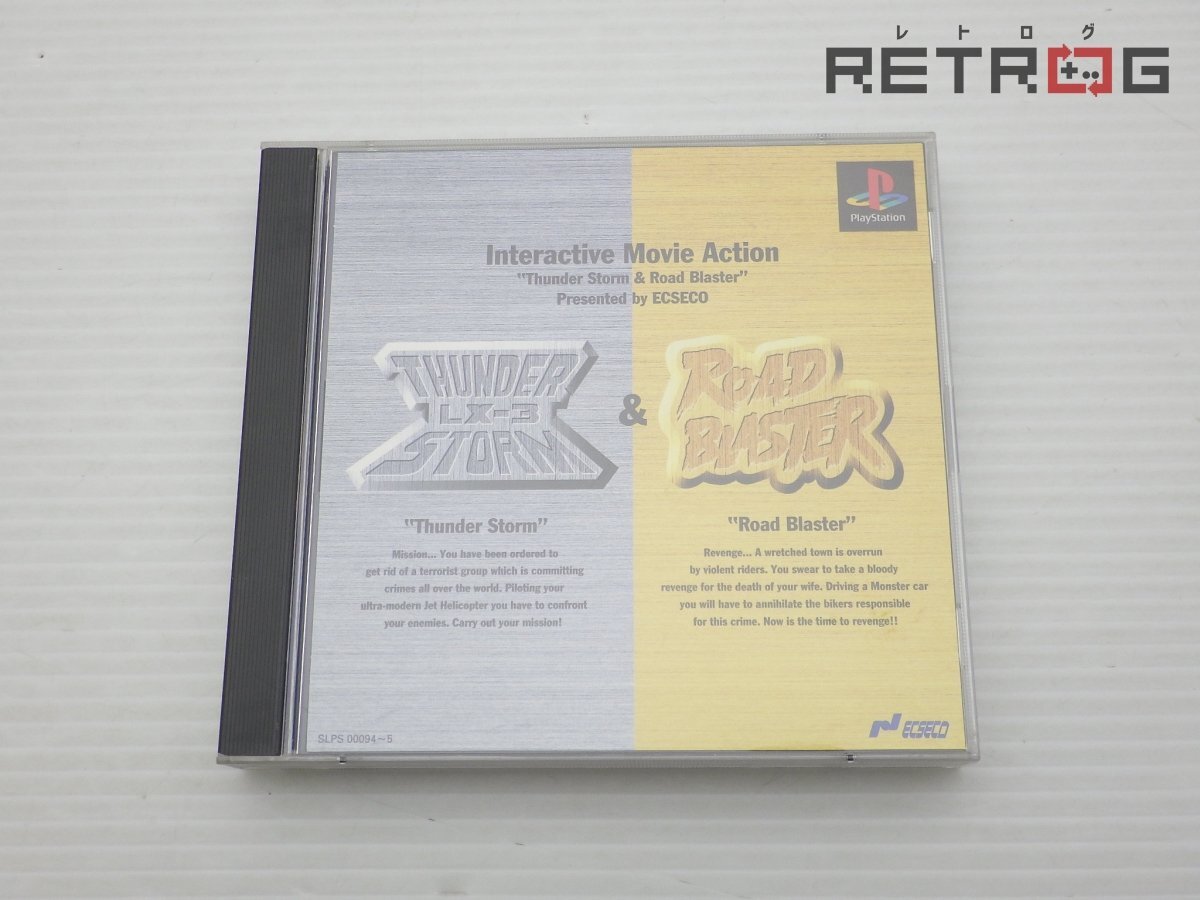 レトログ
RETROG
PlayStation
Interactive Movie Action
"Thunder Storm & Road Blaster"
Presented by ECSECO
THUNDER
LX-3
STORM
&
ROAD
BLASTER
"Thunder Storm"
Mission... You have been ordered to
get rid of a terrorist group which is committing
crimes all over the world. Piloting your
ultra-modern Jet Helicopter you have to confront
your enemies. Carry out your mission!
"Road Blaster"
Revenge... A wretched town is overrun
by violent riders. You swear to take a bloody
revenge for the death of your wife. Driving a Monster car
you will have to annihilate the bikers responsible
for this crime. Now is the time to revenge!!
SLPS 00094~5
ECSECO